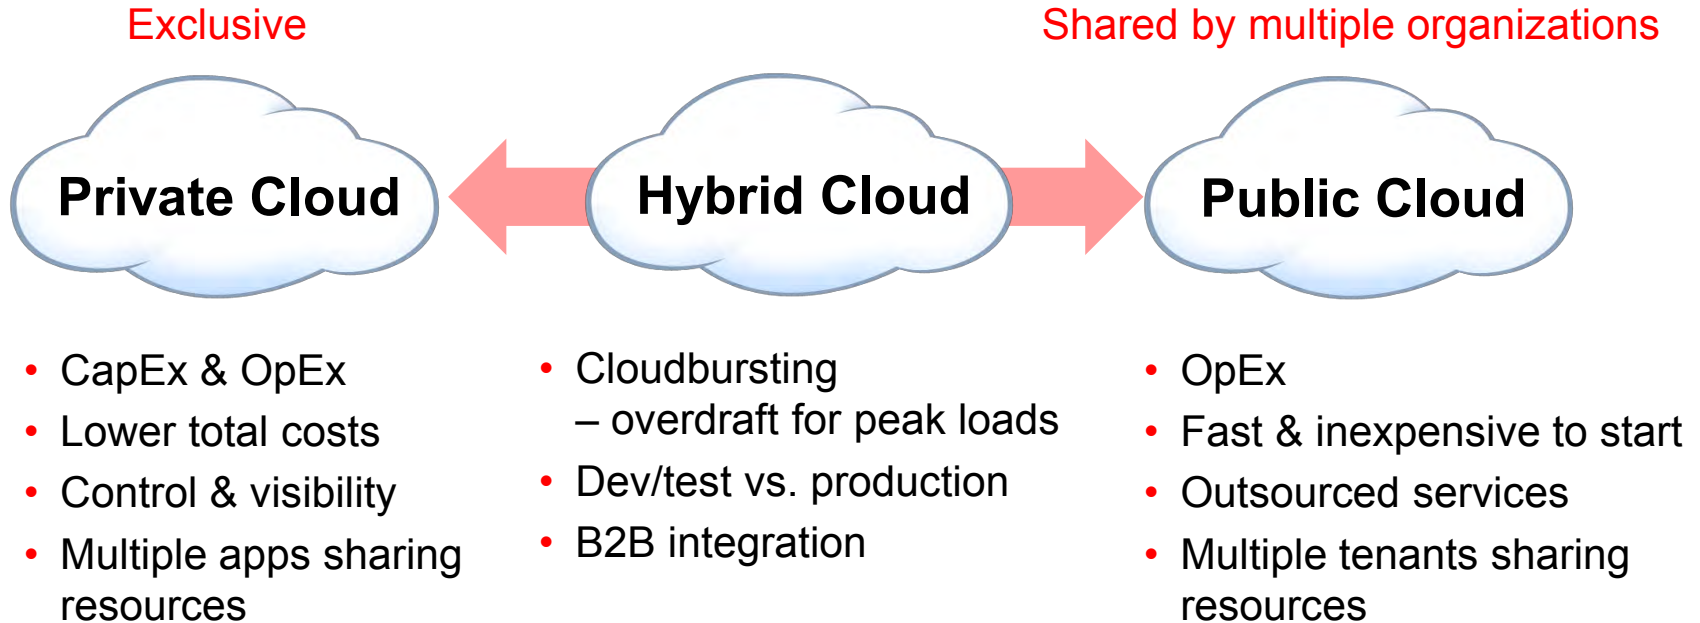 Exclusive
Shared by multiple organizations
Private Cloud
Hybrid Cloud
Public Cloud
• CapEx & OpEx
• Lower total costs
• Control & visibility
• Multiple apps sharing
resources
• Cloudbursting
– overdraft for peak loads
• Dev/test vs. production
• B2B integration
• OpEx
• Fast & inexpensive to start
• Outsourced services
• Multiple tenants sharing
resources